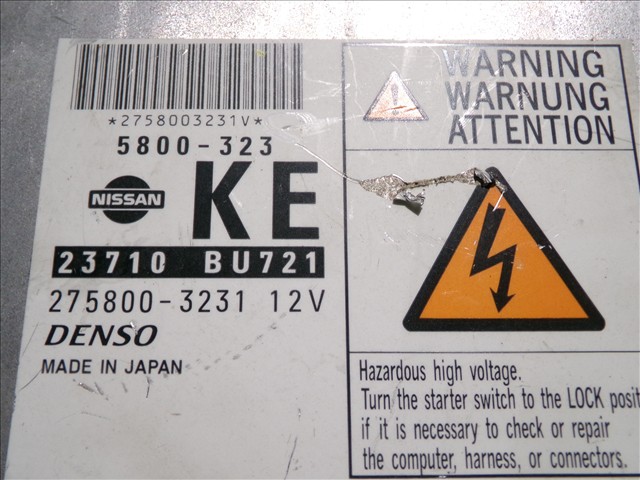 *2758003231V*
5800-323
NISSAN
KE
23710 BU721
275800-3231 12V
DENSO
MADE IN JAPAN
WARNING
WARNUNG
ATTENTION
Hazardous high voltage.
Turn the starter switch to the LOCK posit
if it is necessary to check or repair
the computer, harness, or connectors.